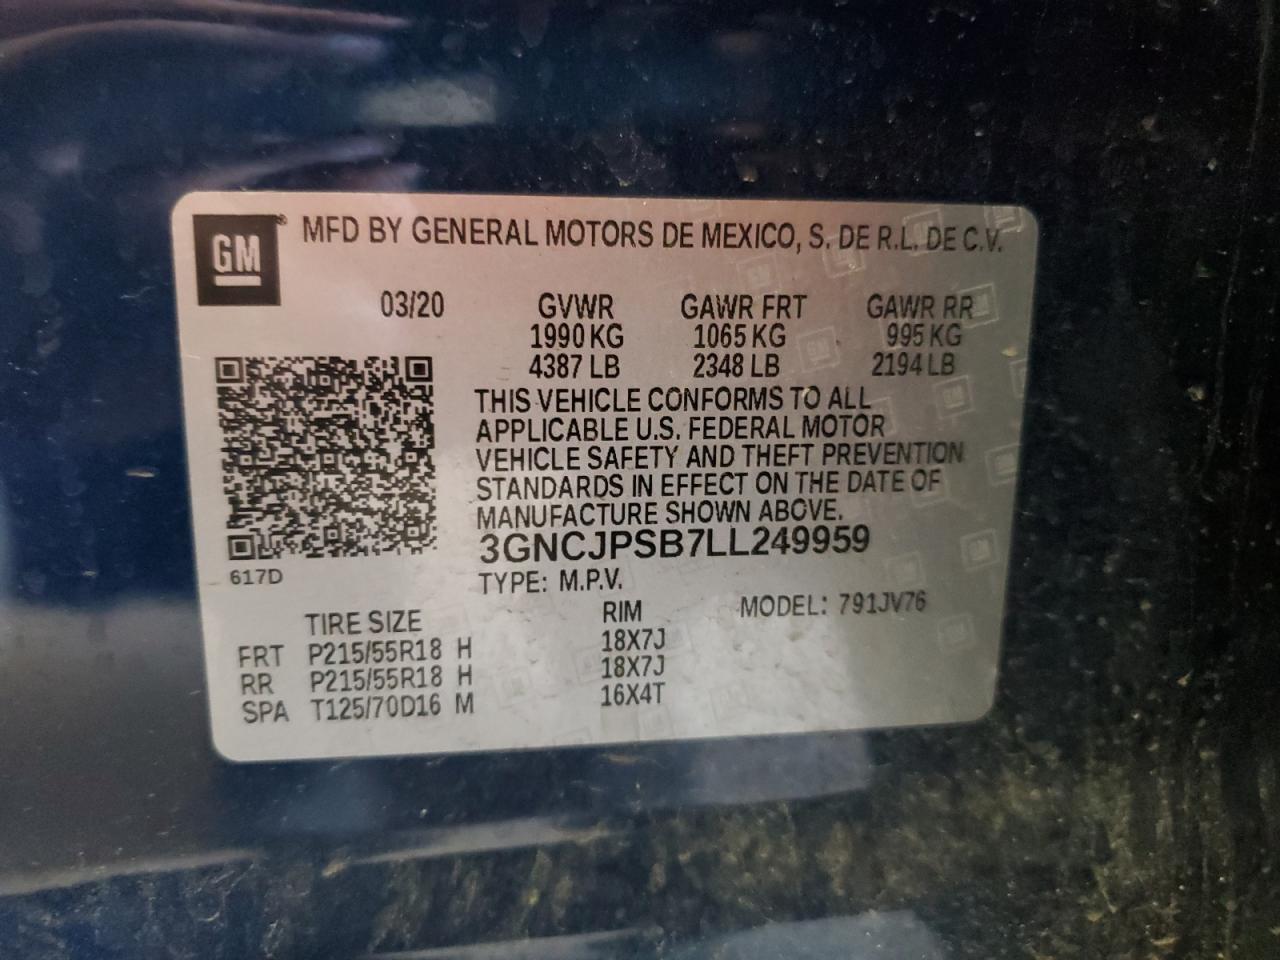 GM® MFD BY GENERAL MOTORS DE MEXICO, S. DE R.L. DE C.V.
03/20 GVWR GAWR FRT GAWR RR
1990 KG 1065 KG 995 KG
4387 LB 2348 LB 2194 LB
THIS VEHICLE CONFORMS TO ALL
APPLICABLE U.S. FEDERAL MOTOR
VEHICLE SAFETY AND THEFT PREVENTION
STANDARDS IN EFFECT ON THE DATE OF
MANUFACTURE SHOWN ABOVE.
3GNCJPSB7LL249959
617D
TYPE: M.P.V.
TIRE SIZE RIM MODEL: 791JV76
FRT P215/55R18 H 18X7J
RR P215/55R18 H 18X7J
SPA T125/70D16 M 16X4T